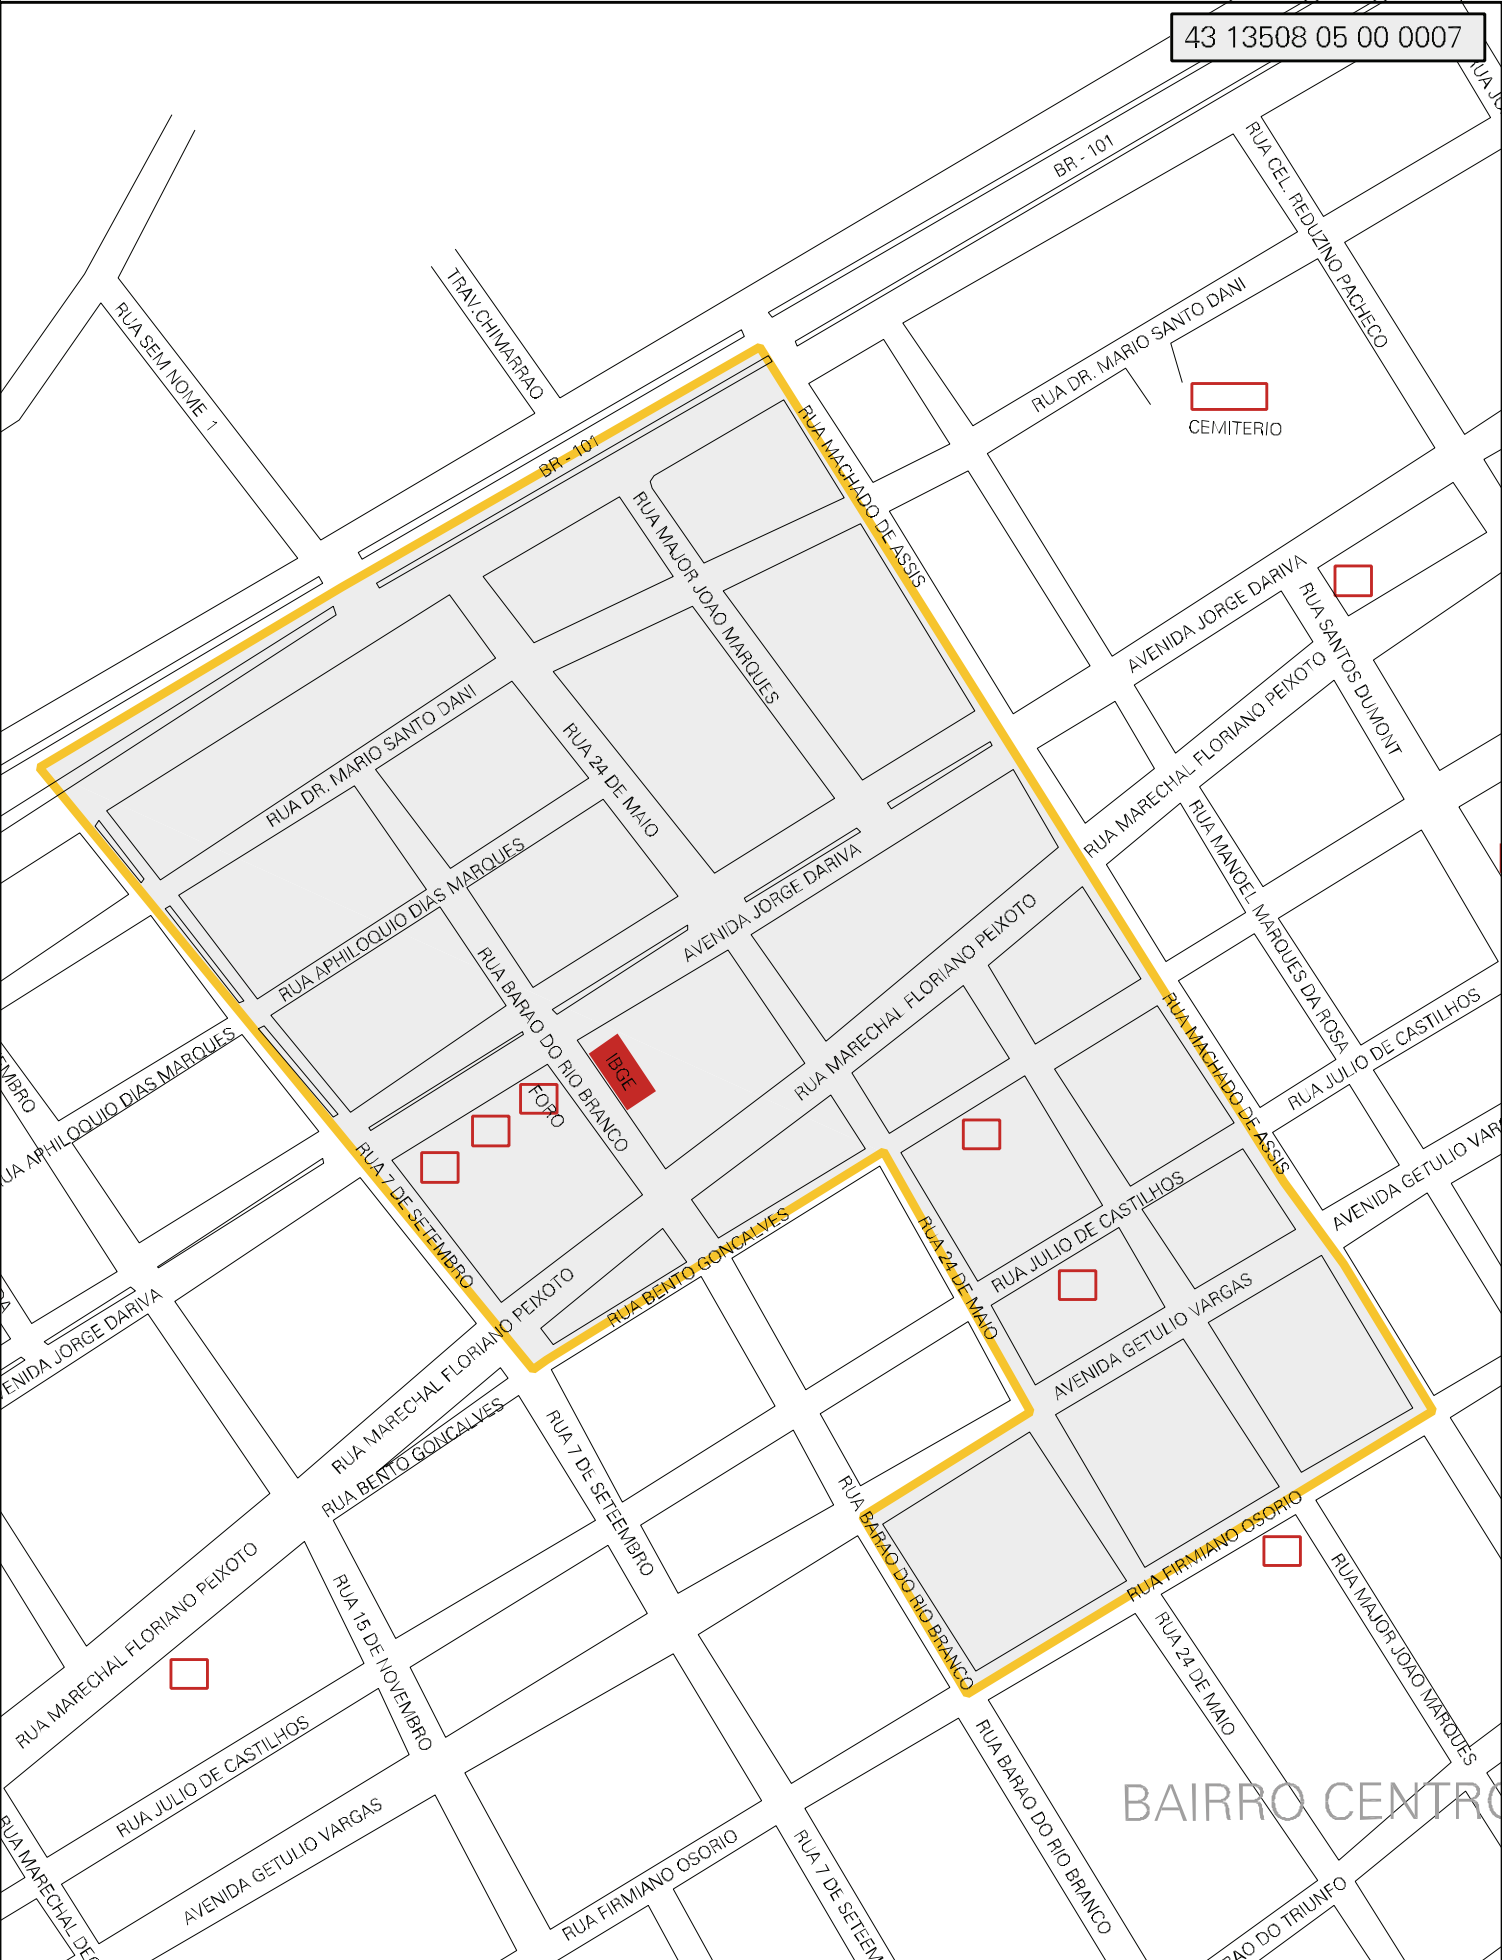 43 13508 05 00 0007
BR - 101
RUA CEL. REDUZINO PACHECO
TRAV.CHIMARRAO
RUA SEM NOME 1
RUA DR. MARIO SANTO DANI
CEMITERIO
BR - 101
RUA MACHADO DE ASSIS
RUA MAJOR JOAO MARQUES
AVENIDA JORGE DARIVA
RUA SANTOS DUMONT
RUA MARECHAL FLORIANO PEIXOTO
RUA DR. MARIO SANTO DANI
RUA 24 DE MAIO
RUA MANOEL MARQUES DA ROSA
RUA APHILOQUIO DIAS MARQUES
AVENIDA JORGE DARIVA
RUA MARECHAL FLORIANO PEIXOTO
RUA BARAO DO RIO BRANCO
RUA MACHADO DE ASSIS
RUA JULIO DE CASTILHOS
IBGE
FORO
EMBRO
UA APHILOQUIO DIAS MARQUES
RUA 7 DE SETEMBRO
AVENIDA GETULIO VAR
RUA JULIO DE CASTILHOS
RUA BENTO GONCALVES
RUA 24 DE MAIO
AVENIDA GETULIO VARGAS
ENIDA JORGE DARIVA
RUA MARECHAL FLORIANO PEIXOTO
RUA BENTO GONCALVES
RUA 7 DE SETEEMBRO
RUA BARAO DO RIO BRANCO
RUA FIRMIANO OSORIO
RUA MARECHAL FLORIANO PEIXOTO
RUA 15 DE NOVEMBRO
RUA 24 DE MAIO
RUA MAJOR JOAO MARQUES
RUA JULIO DE CASTILHOS
RUA BARAO DO RIO BRANCO
BAIRRO CENTRO
AVENIDA GETULIO VARGAS
RUA MARECHAL DEO
RUA FIRMIANO OSORIO
RUA 7 DE SETEEM
RAO DO TRIUNFO